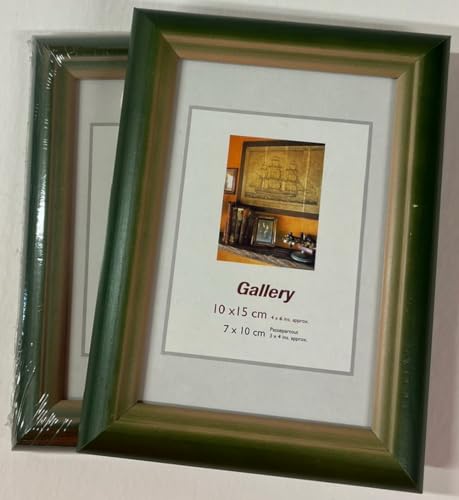 Gallery
10 x 15 cm 4 x 6 ins. approx.
7 x 10 cm Passepartout
3 x 4 ins. approx.